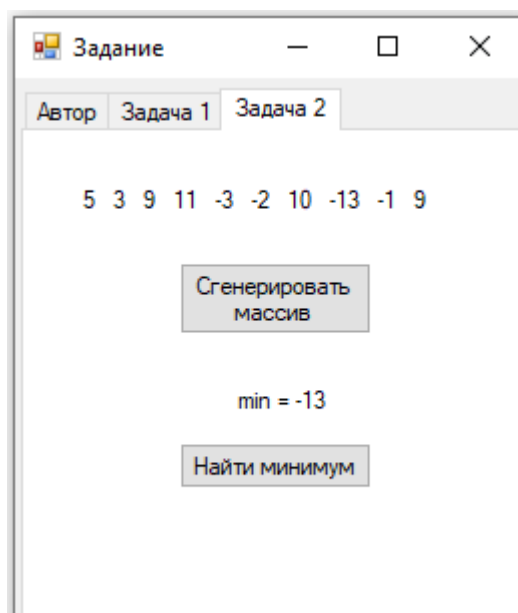 Задание
Автор Задача 1 Задача 2
5 3 9 11 -3 -2 10 -13 -1 9
Сгенерировать
массив
min = -13
Найти минимум